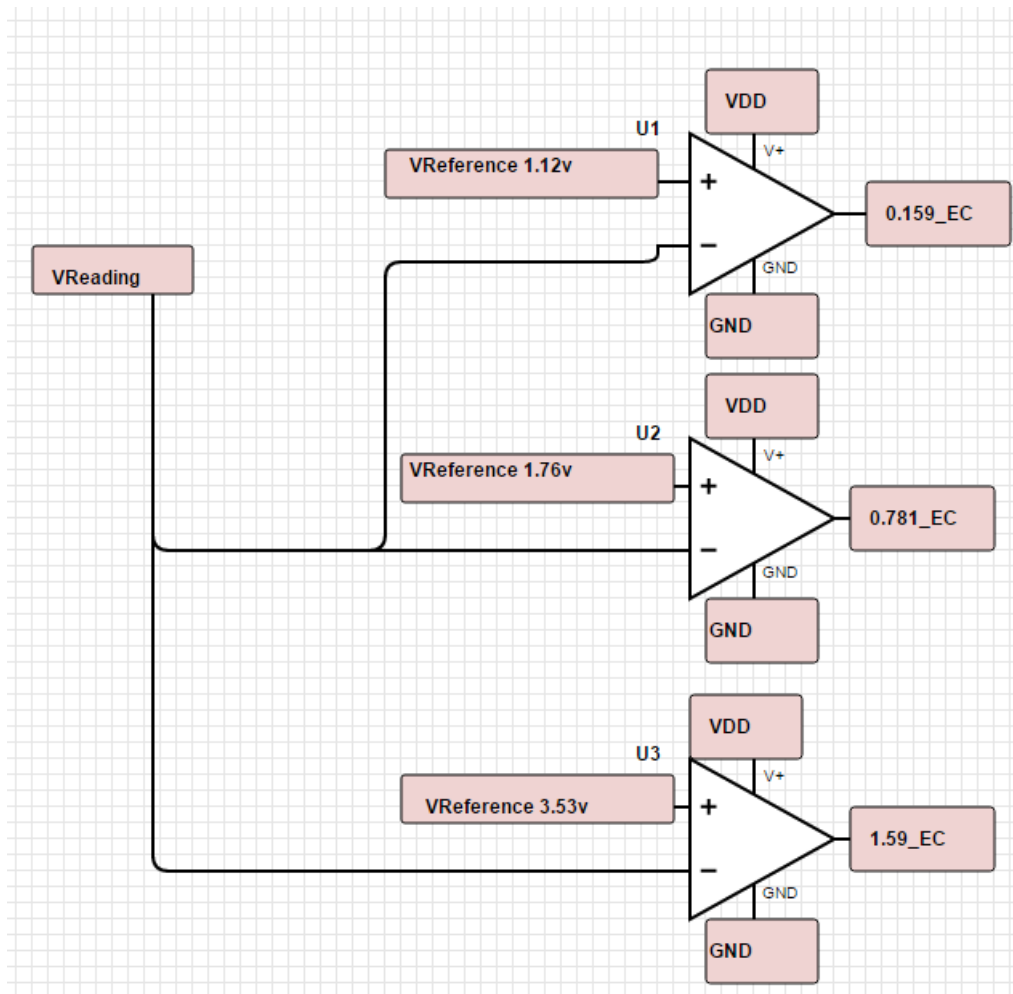 VDD
U1
V+
VReference 1.12v
+
0.159_EC
−
VReading
GND
GND
VDD
U2
V+
VReference 1.76v
+
0.781_EC
−
GND
GND
VDD
U3
V+
VReference 3.53v
+
1.59_EC
−
GND
GND